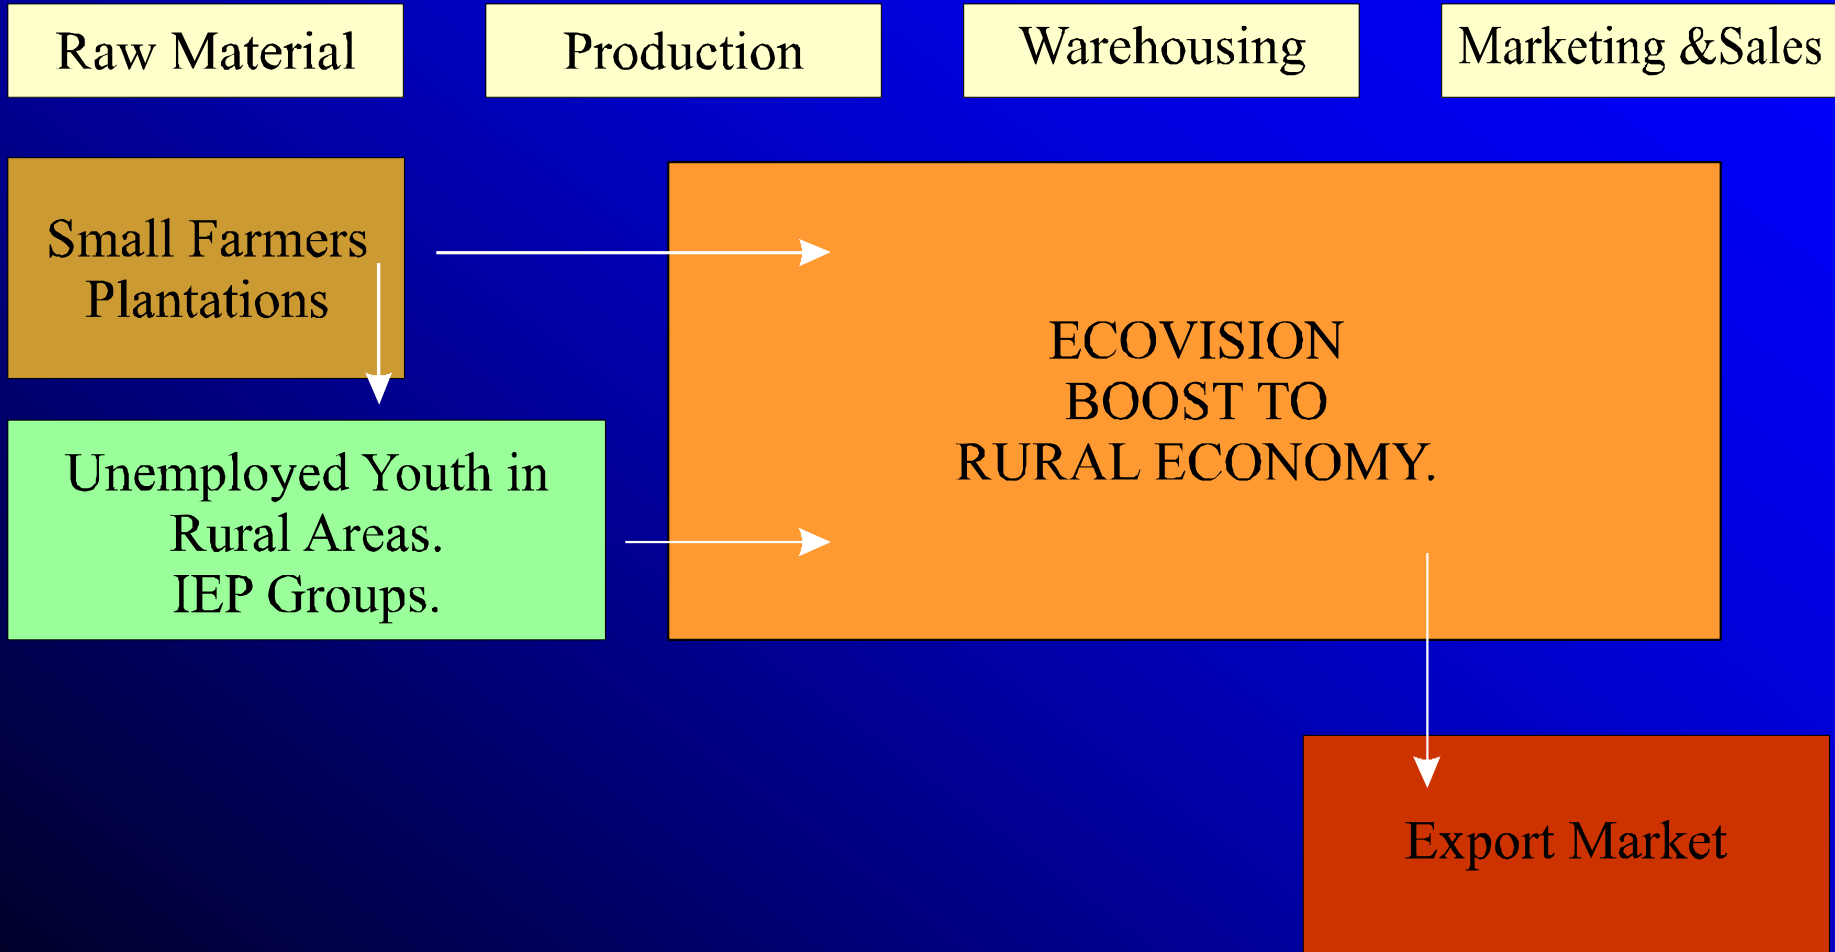 Raw Material
Production
Warehousing
Marketing &Sales
Small Farmers
Plantations
ECOVISION
BOOST TO
RURAL ECONOMY.
Unemployed Youth in
Rural Areas.
IEP Groups.
Export Market